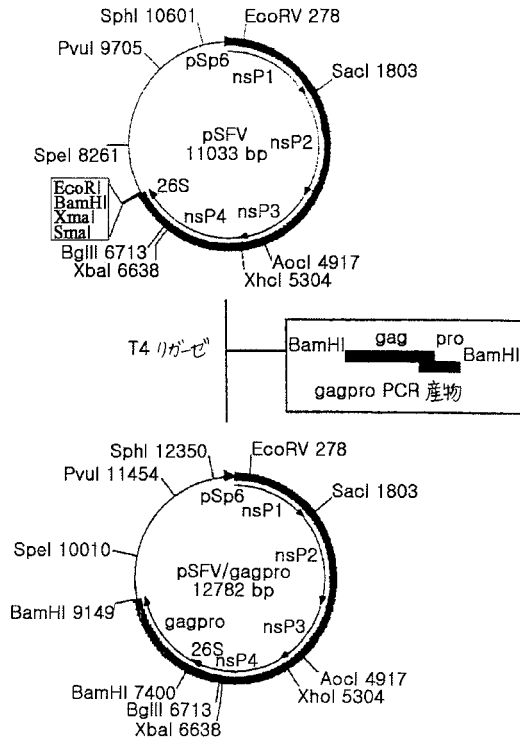 SphI 10601
EcoRV 278
PvuI 9705
pSp6
nsP1
SacI 1803
pSFV
11033 bp
nsP2
SpeI 8261
EcoRI
BamHI
XmaI
SmaI
26S
nsP4
nsP3
BglII 6713
XbaI 6638
AocI 4917
XhcI 5304
T4 リガーゼ
BamHI
gag
pro
BamHI
gagpro PCR 産物
SphI 12350
EcoRV 278
PvuI 11454
pSp6
nsP1
SacI 1803
SpeI 10010
pSFV/gagpro
12782 bp
nsP2
BamHI 9149
gagpro
nsP3
26S
nsP4
AocI 4917
XhoI 5304
BamHI 7400
BglII 6713
XbaI 6638